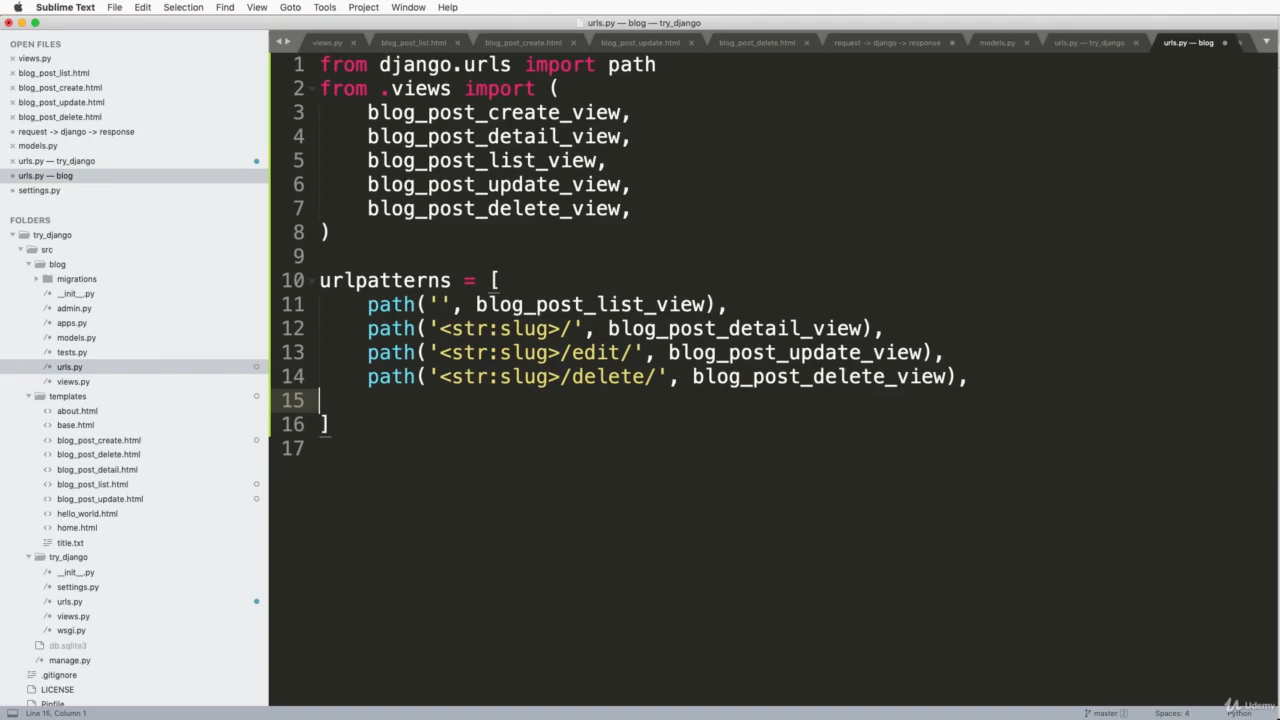 Sublime Text File Edit Selection Find View Goto Tools Project Window Help
urls.py — blog — try_django
OPEN FILES
views.py
blog_post_list.html
blog_post_create.html
blog_post_update.html
blog_post_delete.html
request -> django -> response
models.py
urls.py — try_django
urls.py — blog
settings.py
FOLDERS
try_django
src
blog
migrations
__init__.py
admin.py
apps.py
models.py
tests.py
urls.py
views.py
templates
about.html
base.html
blog_post_create.html
blog_post_delete.html
blog_post_detail.html
blog_post_list.html
blog_post_update.html
hello_world.html
home.html
title.txt
try_django
__init__.py
settings.py
urls.py
views.py
wsgi.py
db.sqlite3
manage.py
.gitignore
LICENSE
Pipfile
views.py blog_post_list.html blog_post_create.html blog_post_update.html blog_post_delete.html request -> django -> response models.py urls.py — try_django urls.py — blog
1 from django.urls import path
2 from .views import (
3 blog_post_create_view,
4 blog_post_detail_view,
5 blog_post_list_view,
6 blog_post_update_view,
7 blog_post_delete_view,
8 )
9
10 urlpatterns = [
11 path('', blog_post_list_view),
12 path('<str:slug>/', blog_post_detail_view),
13 path('<str:slug>/edit/', blog_post_update_view),
14 path('<str:slug>/delete/', blog_post_delete_view),
15
16 ]
17
Line 15, Column 1 master Spaces: 4 Python
Udemy